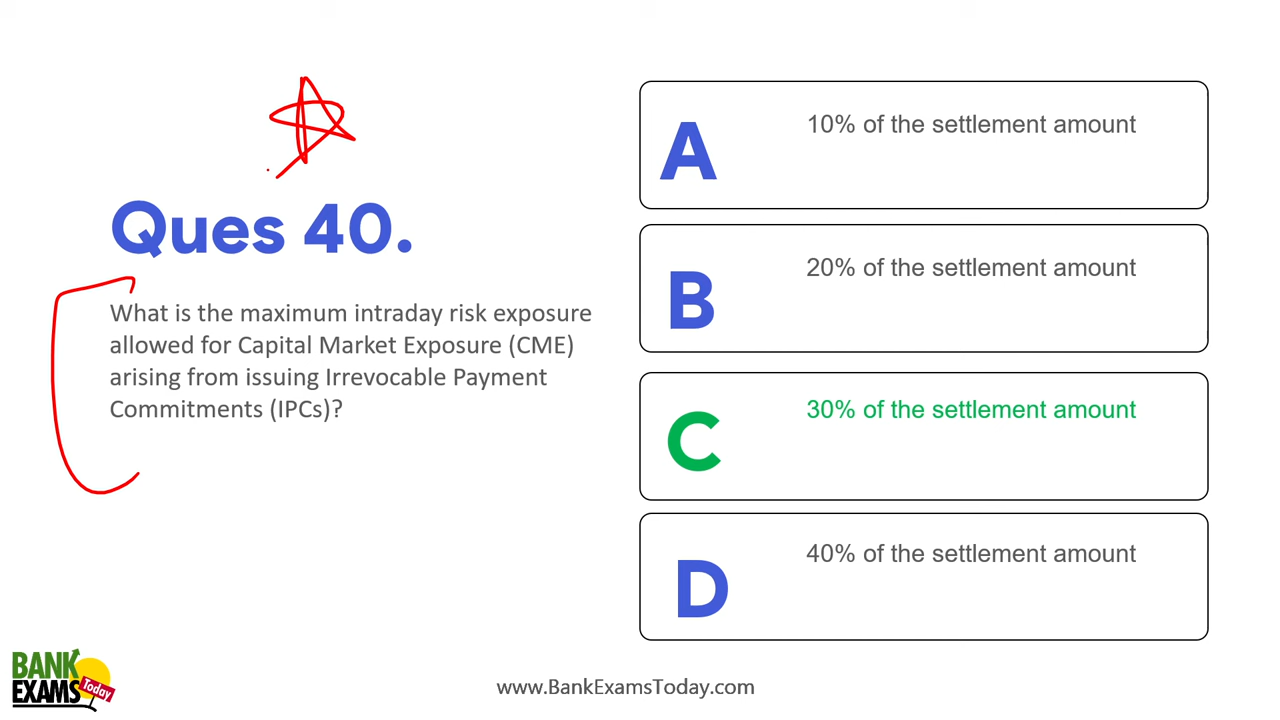 Ques 40.
What is the maximum intraday risk exposure
allowed for Capital Market Exposure (CME)
arising from issuing Irrevocable Payment
Commitments (IPCs)?
A
10% of the settlement amount
B
20% of the settlement amount
C
30% of the settlement amount
D
40% of the settlement amount
BANK
EXAMS
Today
www.BankExamsToday.com